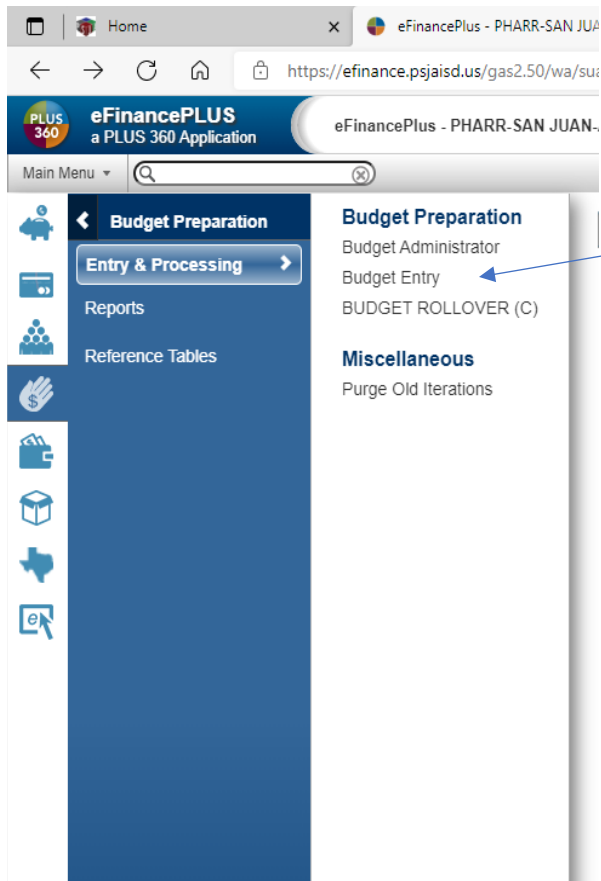 Home
eFinancePlus - PHARR-SAN JUA
https://efinance.psjaisd.us/gas2.50/wa/sua
PLUS
360
eFinancePLUS
a PLUS 360 Application
eFinancePlus - PHARR-SAN JUAN-
Main Menu
Budget Preparation
Entry & Processing
Reports
Reference Tables
Budget Preparation
Budget Administrator
Budget Entry
BUDGET ROLLOVER (C)
Miscellaneous
Purge Old Iterations